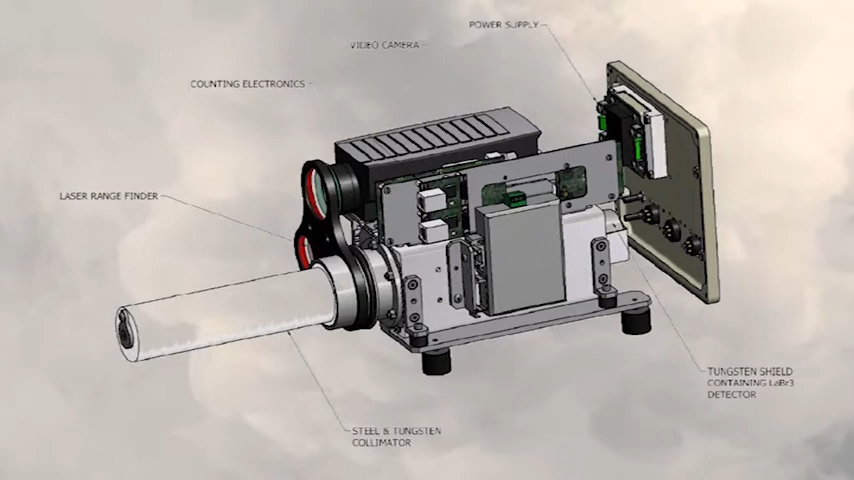 POWER SUPPLY
VIDEO CAMERA
COUNTING ELECTRONICS
LASER RANGE FINDER
TUNGSTEN SHIELD
CONTAINING LaBr3
DETECTOR
STEEL & TUNGSTEN
COLLIMATOR